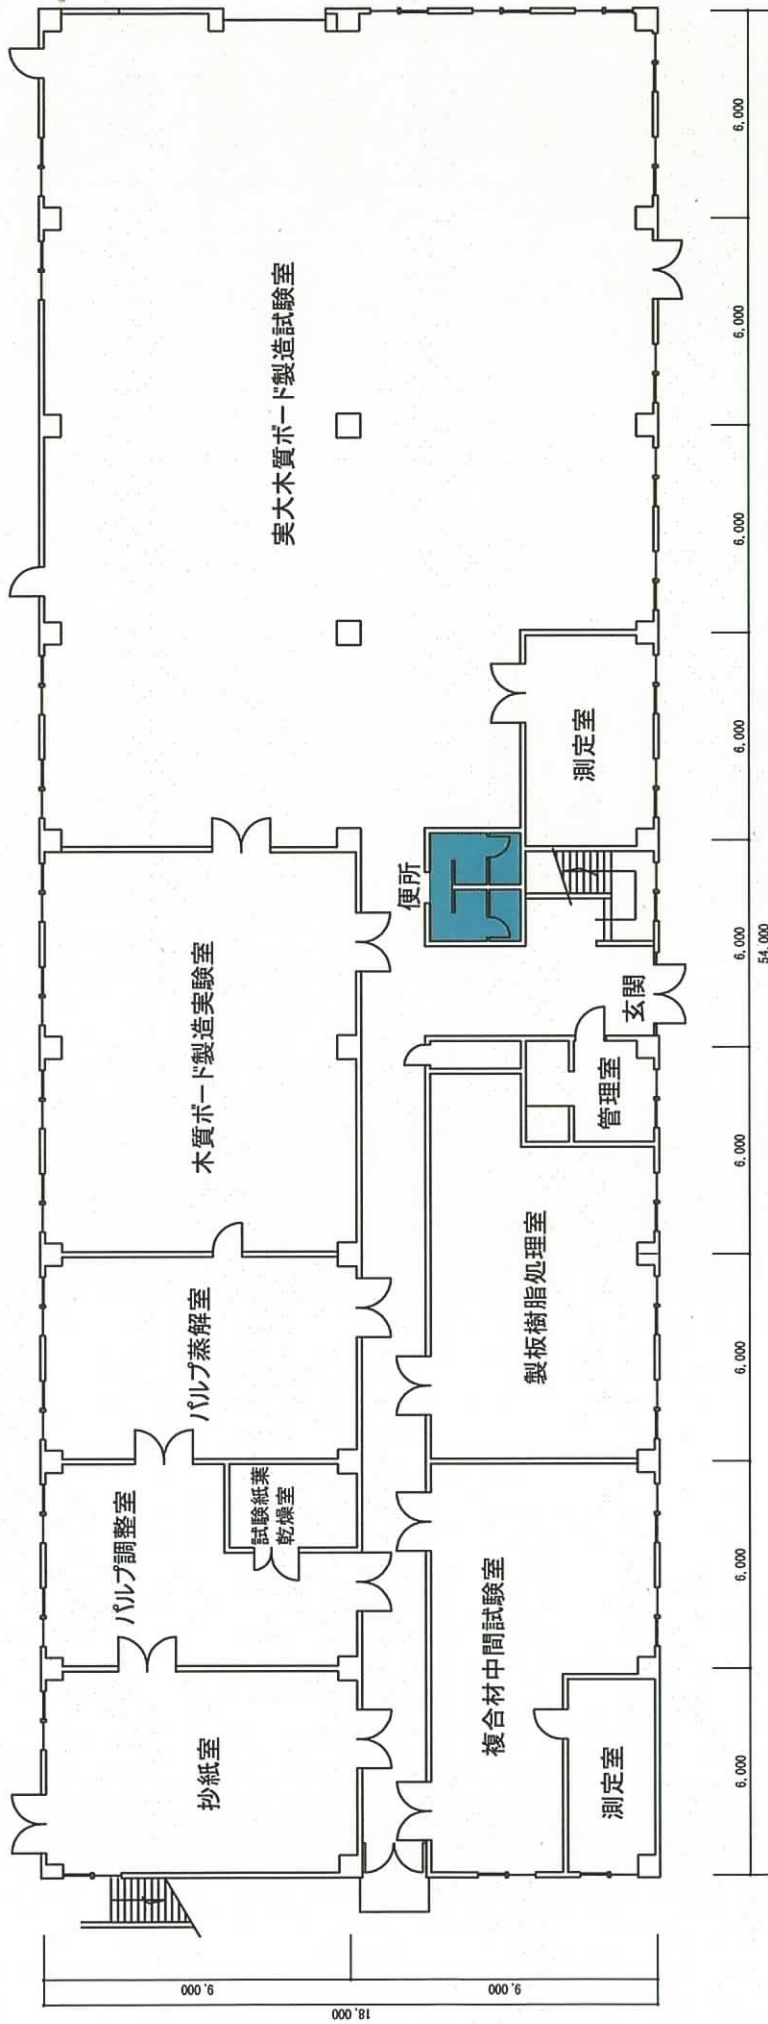 実大木質ボード製造試験室
測定室
便所
木質ボード製造実験室
玄関
管理室
パルプ蒸解室
製板樹脂処理室
パルプ調整室
試験紙葉
乾燥室
複合材中間試験室
抄紙室
測定室
6,000
6,000
6,000
6,000
6,000
6,000
6,000
6,000
6,000
54,000
9,000
9,000
18,000